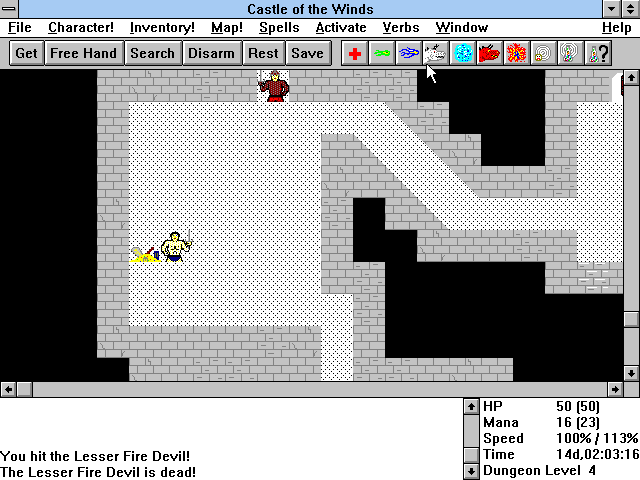 Castle of the Winds
File Character! Inventory! Map! Spells Activate Verbs Window Help
Get Free Hand Search Disarm Rest Save ?
You hit the Lesser Fire Devil!
The Lesser Fire Devil is dead!
HP 50 (50)
Mana 16 (23)
Speed 100% / 113%
Time 14d,02:03:16
Dungeon Level 4